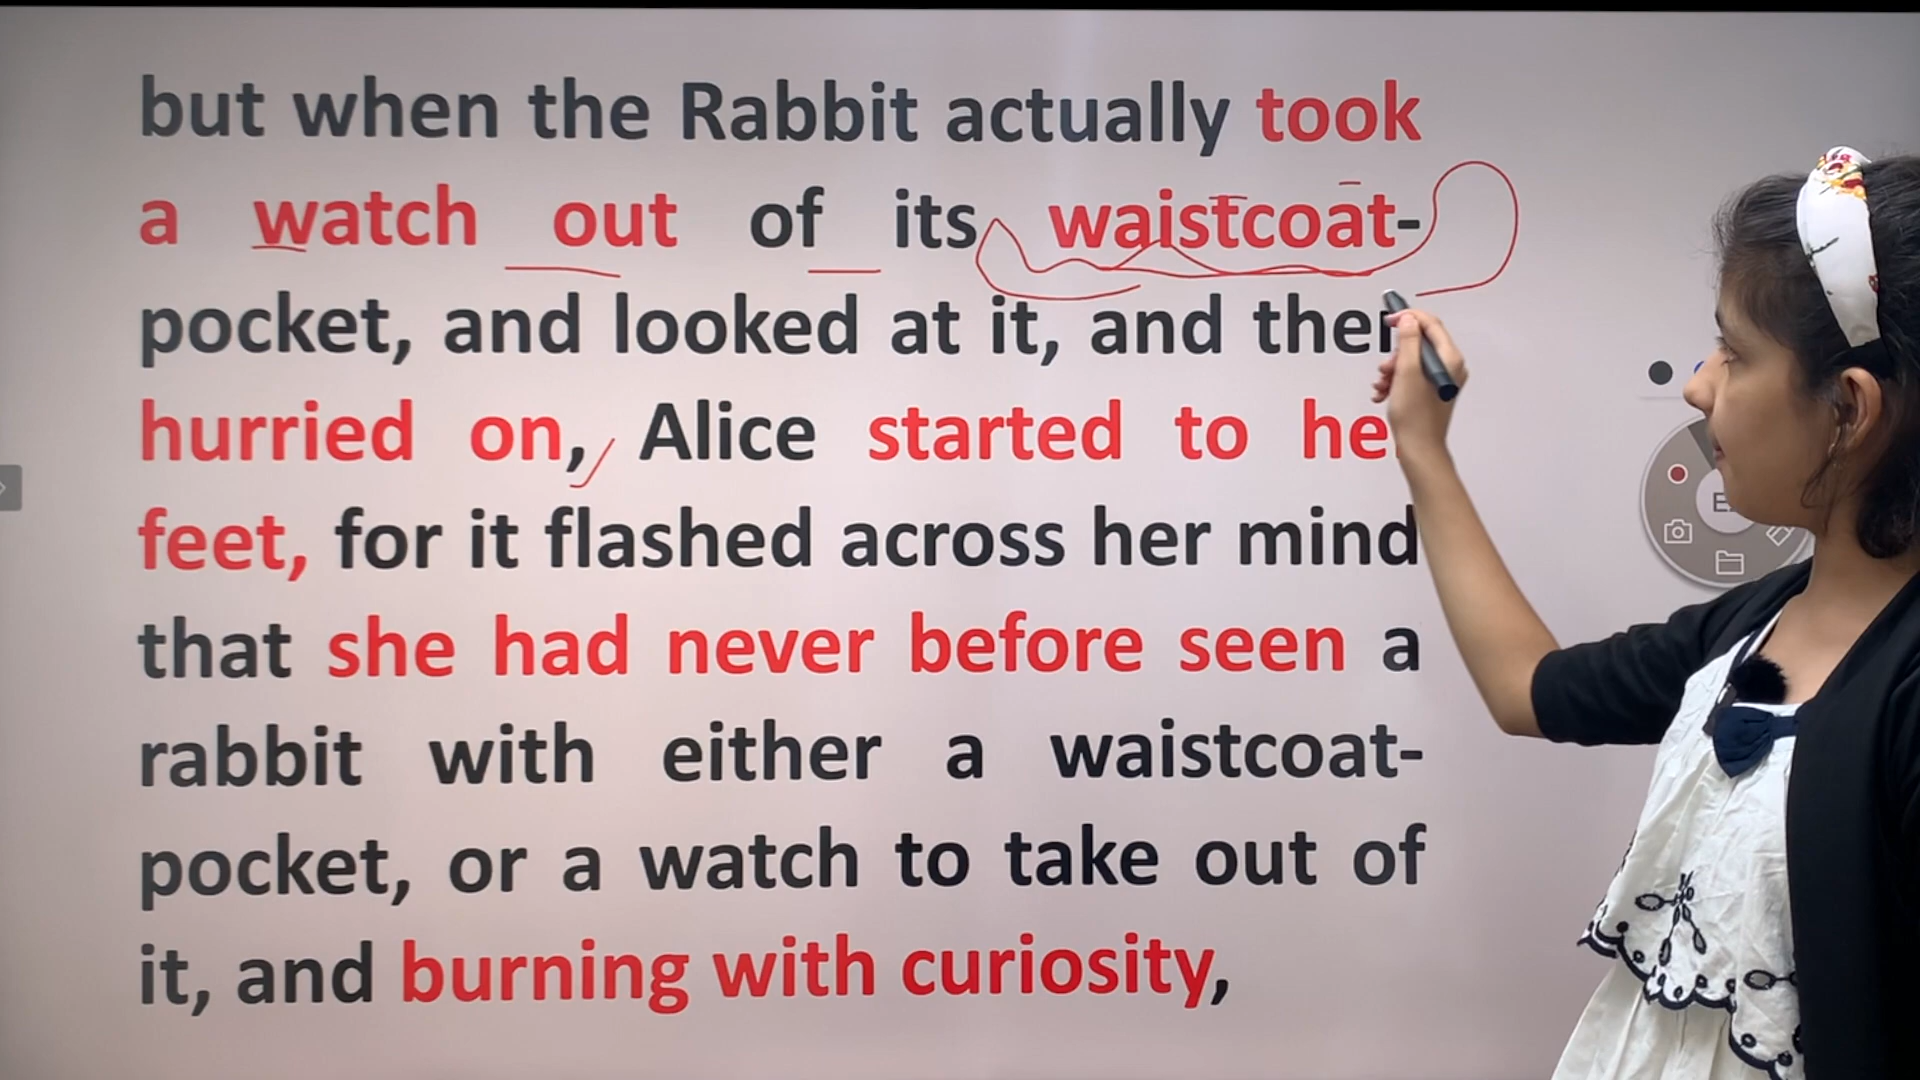 but when the Rabbit actually took
a watch out of its waistcoat-
pocket, and looked at it, and then
hurried on, Alice started to her
feet, for it flashed across her mind
that she had never before seen a
rabbit with either a waistcoat-
pocket, or a watch to take out of
it, and burning with curiosity,